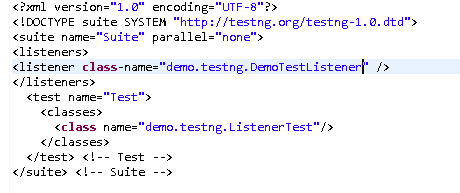 <?xml version="1.0" encoding="UTF-8"?>
<!DOCTYPE suite SYSTEM "http://testng.org/testng-1.0.dtd">
<suite name="Suite" parallel="none">
<listeners>
<listener class-name="demo.testng.DemoTestListener" />
</listeners>
<test name="Test">
<classes>
<class name="demo.testng.ListenerTest"/>
</classes>
</test> <!-- Test -->
</suite> <!-- Suite -->